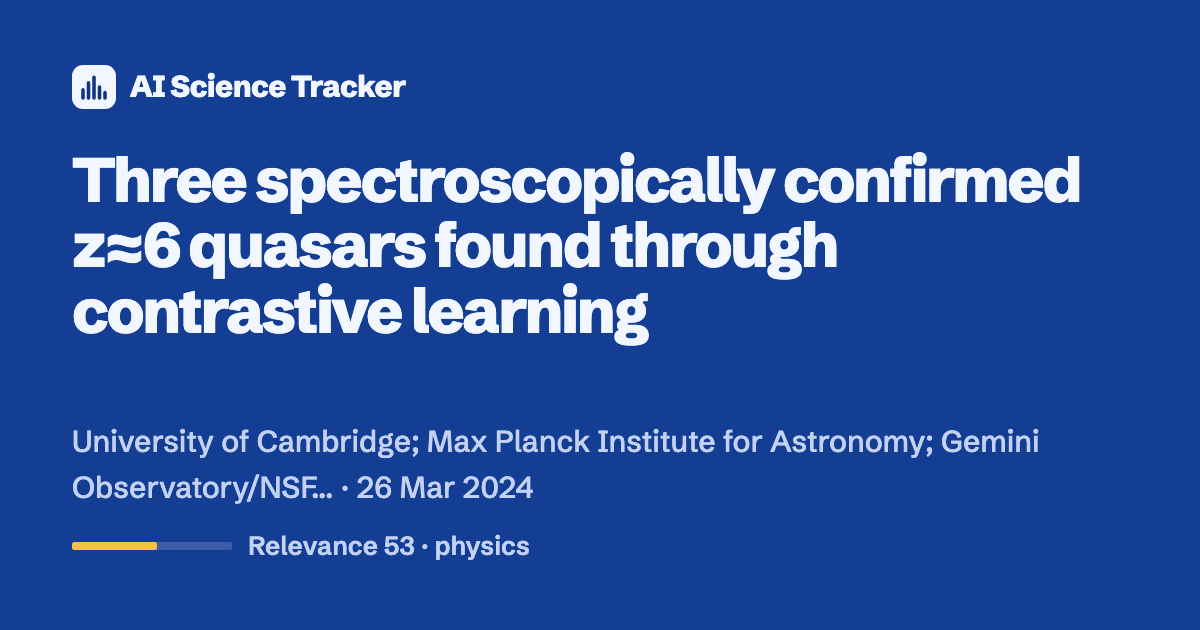 AI Science Tracker
Three spectroscopically confirmed
z≈6 quasars found through
contrastive learning
University of Cambridge; Max Planck Institute for Astronomy; Gemini
Observatory/NSF… · 26 Mar 2024
Relevance 53 · physics